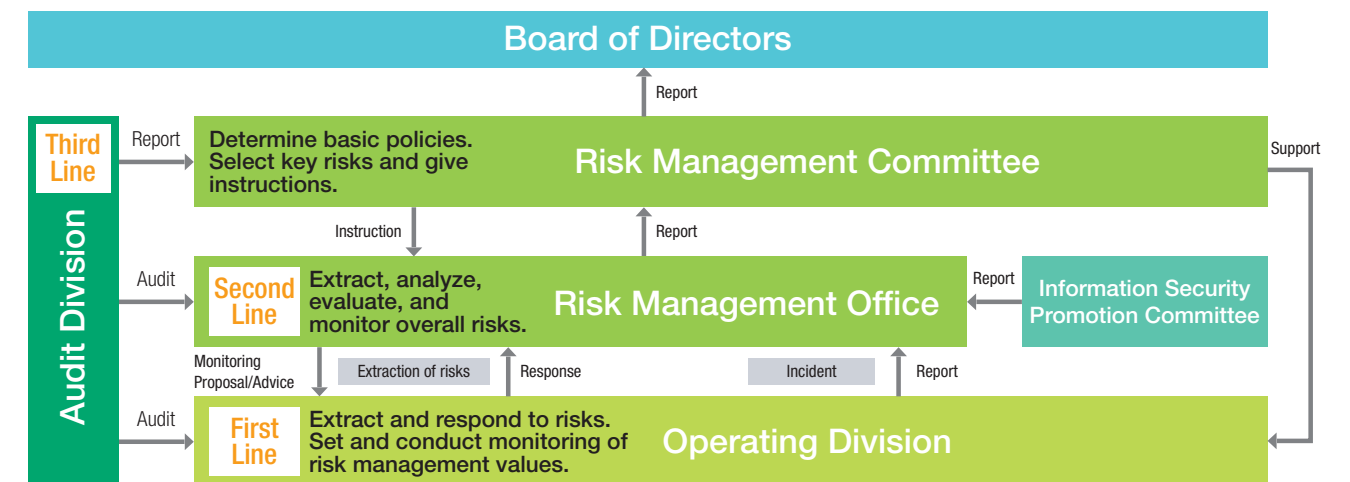 Board of Directors
Report
Third
Line
Report
Determine basic policies.
Select key risks and give
instructions.
Risk Management Committee
Support
Instruction
Report
Audit Division
Audit
Second
Line
Extract, analyze,
evaluate, and
monitor overall risks.
Risk Management Office
Report
Information Security
Promotion Committee
Monitoring
Proposal/Advice
Extraction of risks
Response
Incident
Report
Audit
First
Line
Extract and respond to risks.
Set and conduct monitoring of
risk management values.
Operating Division